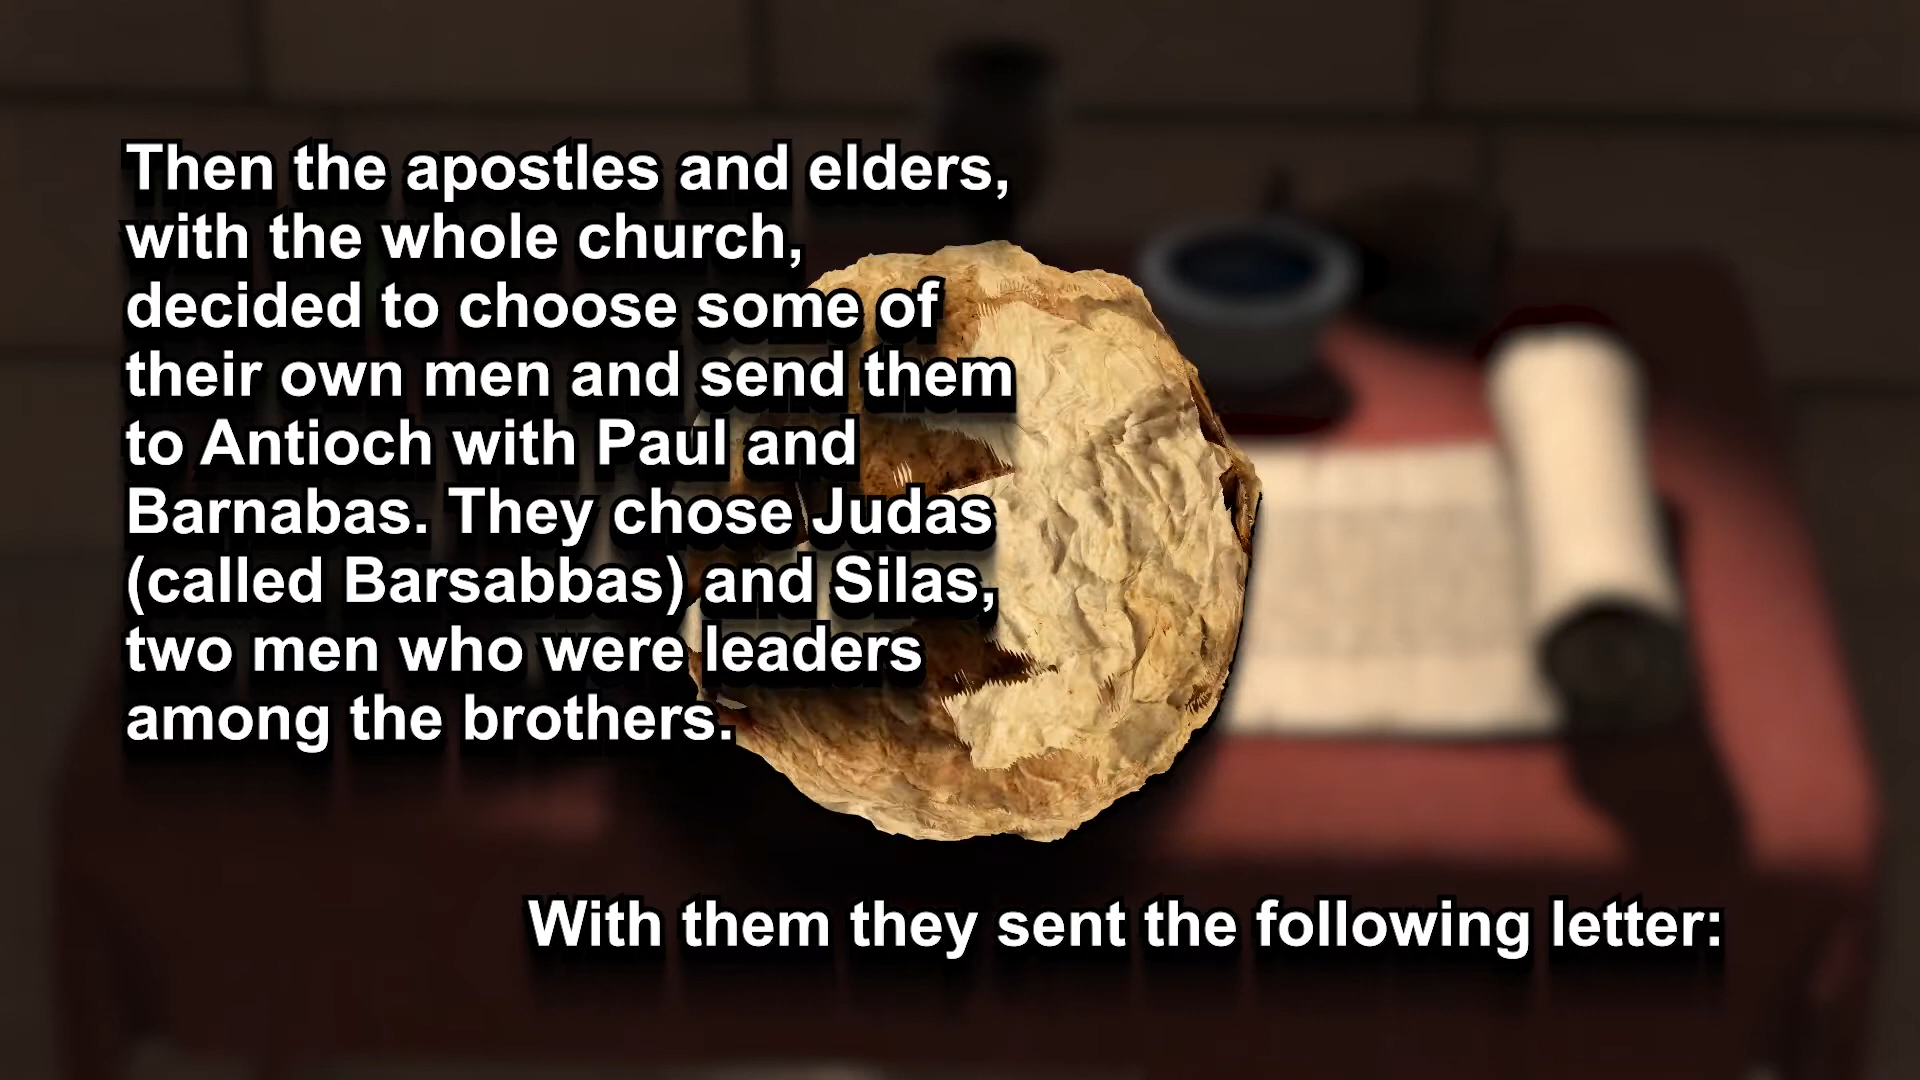 Then the apostles and elders,
with the whole church,
decided to choose some of
their own men and send them
to Antioch with Paul and
Barnabas. They chose Judas
(called Barsabbas) and Silas,
two men who were leaders
among the brothers.
With them they sent the following letter: